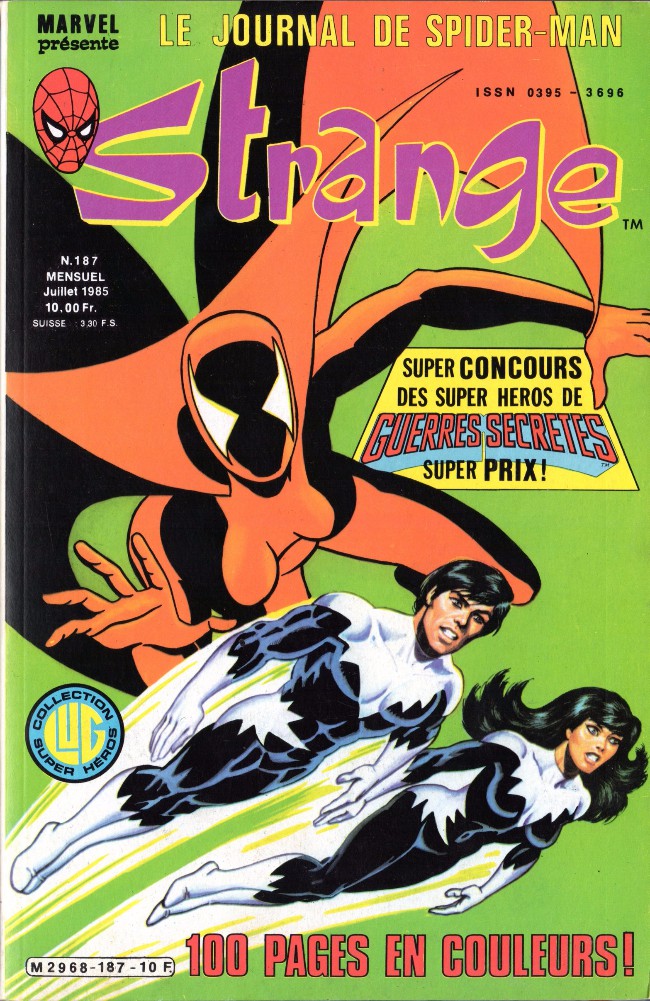 MARVEL
présente
LE JOURNAL DE SPIDER-MAN
ISSN 0395 - 3696
Strange
TM
N.187
MENSUEL
Juillet 1985
10.00 Fr.
SUISSE : 3,30 F.S.
SUPER CONCOURS
DES SUPER HEROS DE
GUERRES SECRETES
TM
SUPER PRIX!
COLLECTION
LUG
SUPER HÉROS
M 2968-187-10 F.
100 PAGES EN COULEURS!